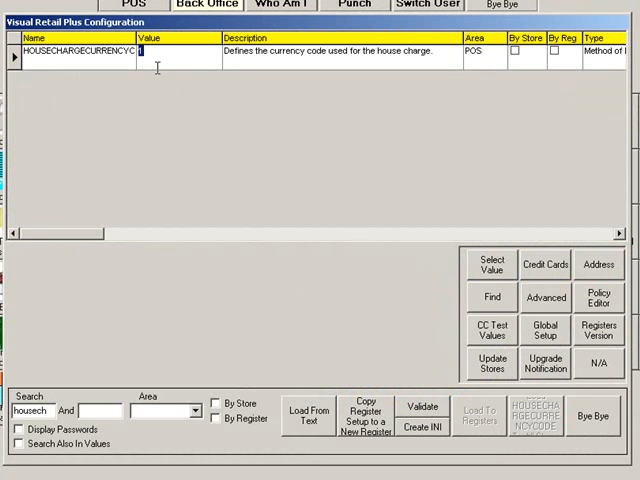 POS Back Office Who Am I Punch Switch User Bye Bye
Visual Retail Plus Configuration
Name Value Description Area By Store By Reg Type
HOUSECHARGECURRENCYC 1 Defines the currency code used for the house charge. POS Method of
Select Value Credit Cards Address
Find Advanced Policy Editor
CC Test Values Global Setup Registers Version
Update Stores Upgrade Notification N/A
Search Area
housech And
By Store
By Register
Display Passwords
Search Also In Values
Load From Text
Copy Register Setup to a New Register
Validate
Create INI
Load To Registers
HOUSECHA
RGECURRE
NCYCODE
Bye Bye